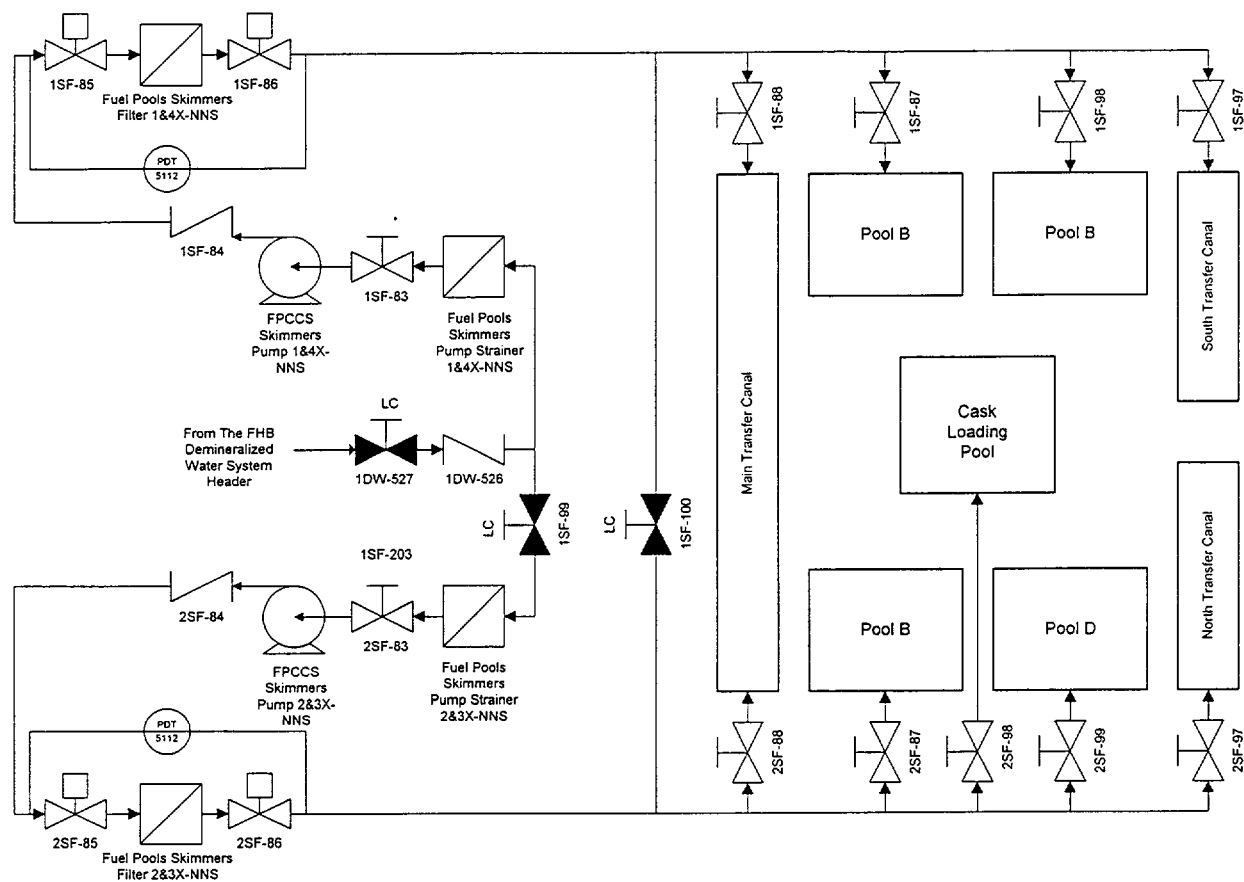 1SF-85
1SF-86
Fuel Pools Skimmers
Filter 1&4X-NNS
PDT
5112
1SF-84
1SF-83
FPCCS
Skimmers
Pump 1&4X-
NNS
Fuel Pools
Skimmers
Pump Strainer
1&4X-NNS
1SF-88
1SF-87
1SF-98
1SF-97
Pool B
Pool B
South Transfer Canal
Main Transfer Canal
Cask
Loading
Pool
LC
From The FHB
Demineralized
Water System
Header
1DW-527
1DW-526
LC
1SF-99
LC
1SF-100
1SF-203
2SF-84
2SF-83
FPCCS
Skimmers
Pump 2&3X-
NNS
Fuel Pools
Skimmers
Pump Strainer
2&3X-NNS
Pool B
Pool D
North Transfer Canal
2SF-88
2SF-87
2SF-98
2SF-99
2SF-97
PDT
5112
2SF-85
2SF-86
Fuel Pools Skimmers
Filter 2&3X-NNS